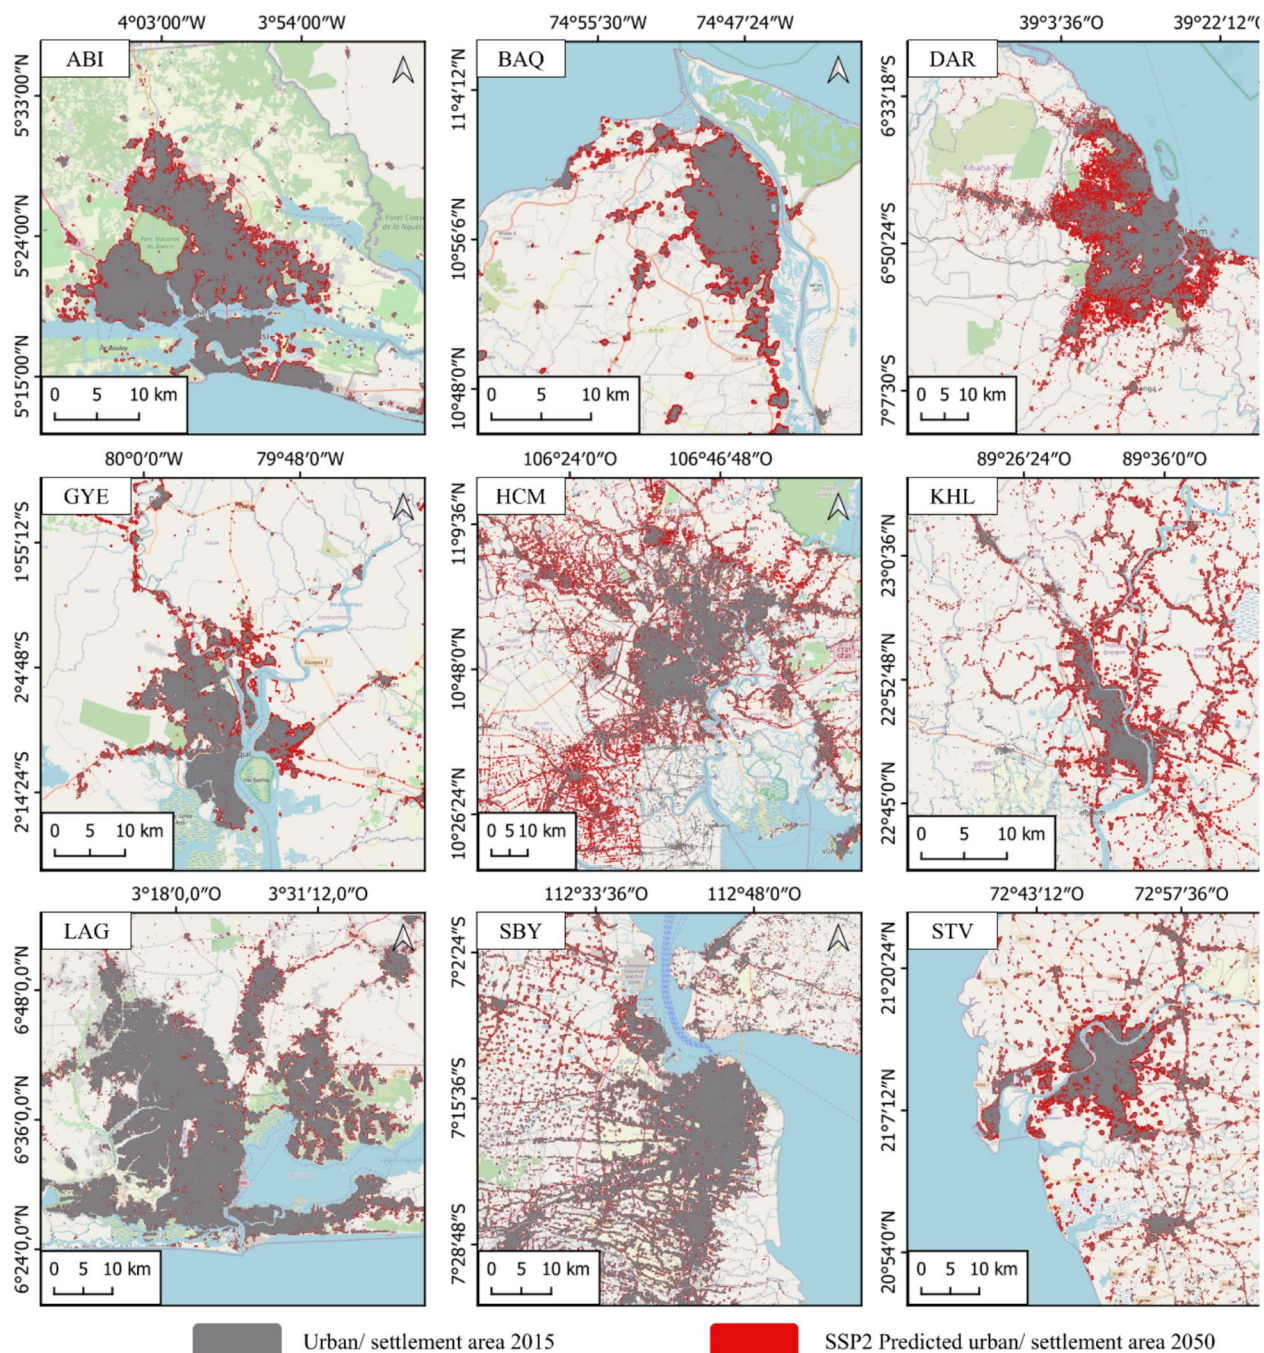 4°03′00″W 3°54′00″W
74°55′30″W 74°47′24″W
39°3′36″O 39°22′12″O
ABI
BAQ
DAR
5°33′00″N
5°24′00″N
5°15′00″N
11°4′12″N
10°56′6″N
10°48′0″N
6°33′18″S
6°50′24″S
7°7′30″S
Parc National
du Banco
Foret Classé
Ile Boulay
Kibaha Town
0 5 10 km
0 5 10 km
0 5 10 km
80°0′0″W 79°48′0″W
106°24′0″O 106°46′48″O
89°26′24″O 89°36′0″O
GYE
HCM
KHL
1°55′12″S
2°4′48″S
2°14′24″S
11°9′36″N
10°48′0″N
10°26′24″N
23°0′36″N
22°52′48″N
22°45′0″N
0 5 10 km
0 5 10 km
0 5 10 km
3°18′0,0″O 3°31′12,0″O
112°33′36″O 112°48′0″O
72°43′12″O 72°57′36″O
LAG
SBY
STV
6°48′0,0″N
6°36′0,0″N
6°24′0,0″N
7°2′24″S
7°15′36″S
7°28′48″S
21°20′24″N
21°7′12″N
20°54′0″N
0 5 10 km
0 5 10 km
0 5 10 km
Urban/ settlement area 2015
SSP2 Predicted urban/ settlement area 2050